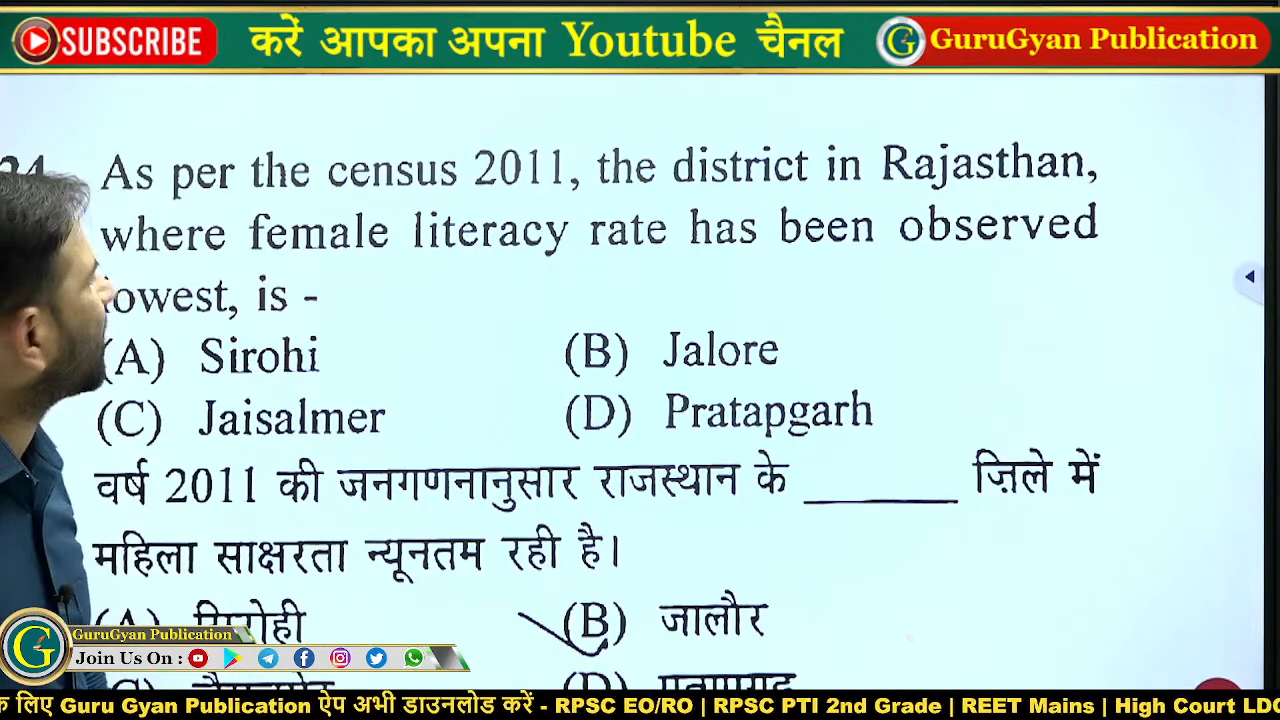 SUBSCRIBE करें आपका अपना Youtube चैनल G GuruGyan Publication
As per the census 2011, the district in Rajasthan,
where female literacy rate has been observed
lowest, is -
(A) Sirohi (B) Jalore
(C) Jaisalmer (D) Pratapgarh
वर्ष 2011 की जनगणनानुसार राजस्थान के ________ ज़िले में
महिला साक्षरता न्यूनतम रही है।
(B) जालौर
GuruGyan Publication
G Join Us On :
के लिए Guru Gyan Publication ऐप अभी डाउनलोड करें - RPSC EO/RO | RPSC PTI 2nd Grade | REET Mains | High Court LDC